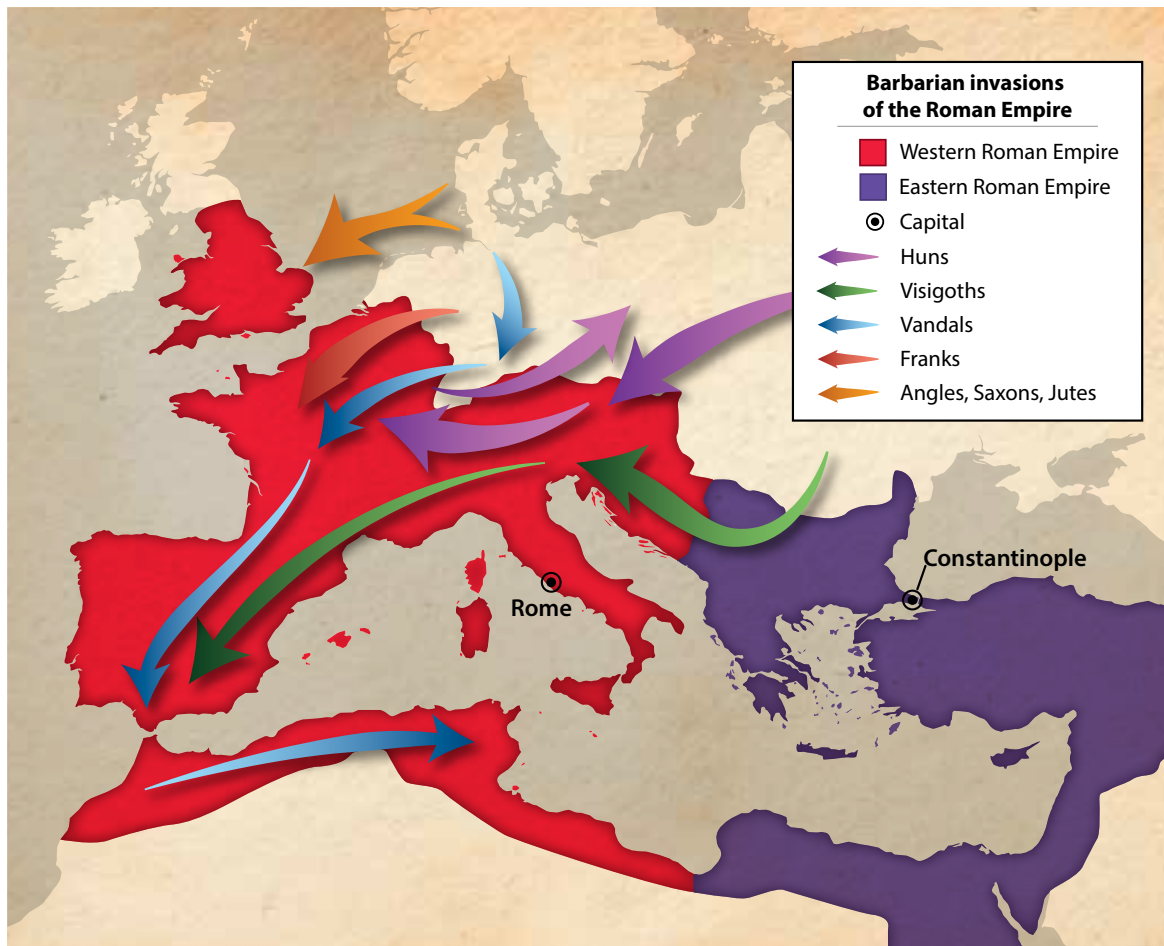 Barbarian invasions
of the Roman Empire
Western Roman Empire
Eastern Roman Empire
Capital
Huns
Visigoths
Vandals
Franks
Angles, Saxons, Jutes
Constantinople
Rome